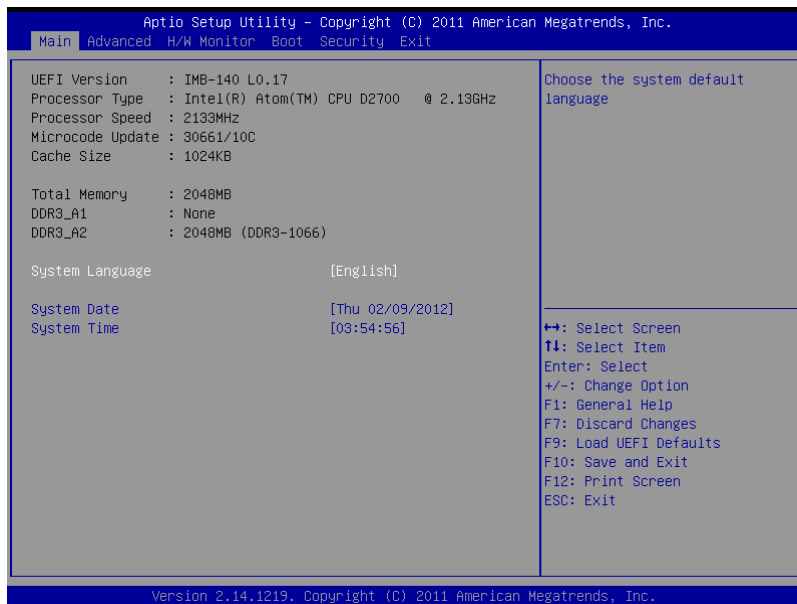 Aptio Setup Utility – Copyright (C) 2011 American Megatrends, Inc.
Main Advanced H/W Monitor Boot Security Exit
UEFI Version : IMB-140 L0.17
Processor Type : Intel(R) Atom(TM) CPU D2700 @ 2.13GHz
Processor Speed : 2133MHz
Microcode Update : 30661/10C
Cache Size : 1024KB
Total Memory : 2048MB
DDR3_A1 : None
DDR3_A2 : 2048MB (DDR3-1066)
System Language [English]
System Date [Thu 02/09/2012]
System Time [03:54:56]
Choose the system default
language
↔: Select Screen
↑↓: Select Item
Enter: Select
+/-: Change Option
F1: General Help
F7: Discard Changes
F9: Load UEFI Defaults
F10: Save and Exit
F12: Print Screen
ESC: Exit
Version 2.14.1219. Copyright (C) 2011 American Megatrends, Inc.